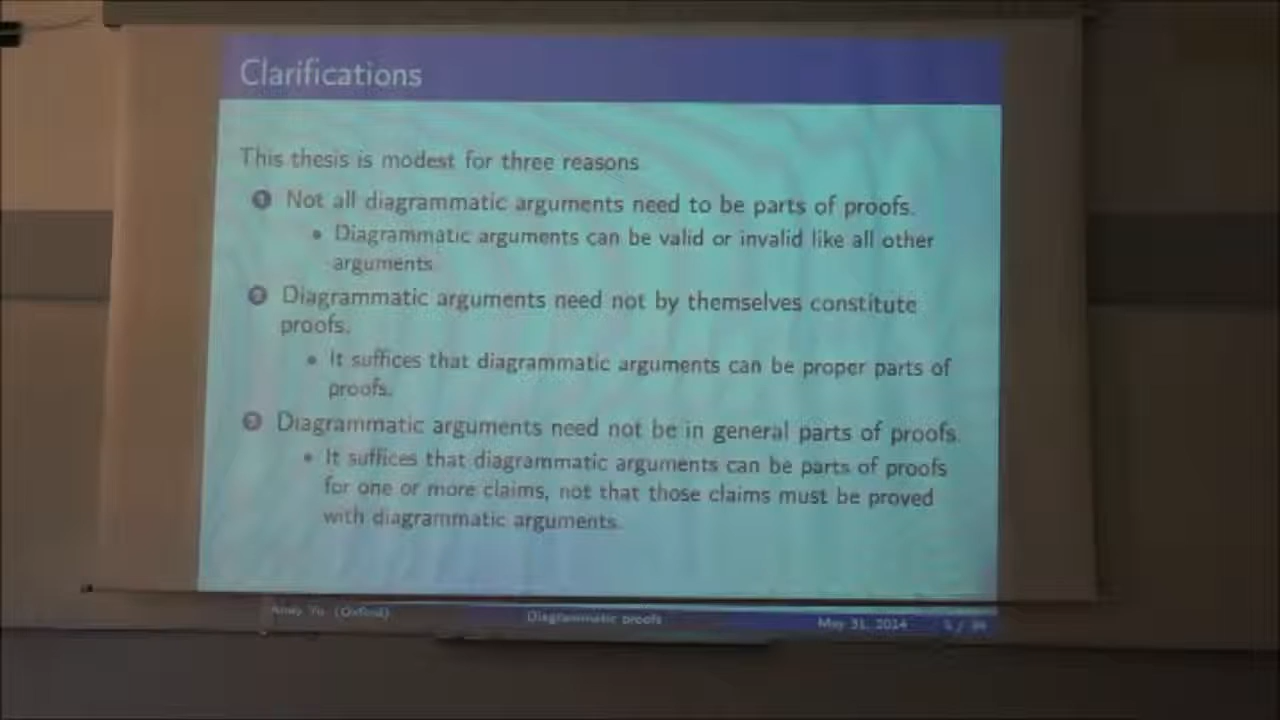 Clarifications
This thesis is modest for three reasons
1 Not all diagrammatic arguments need to be parts of proofs.
• Diagrammatic arguments can be valid or invalid like all other
arguments.
2 Diagrammatic arguments need not by themselves constitute
proofs.
• It suffices that diagrammatic arguments can be proper parts of
proofs.
3 Diagrammatic arguments need not be in general parts of proofs.
• It suffices that diagrammatic arguments can be parts of proofs
for one or more claims, not that those claims must be proved
with diagrammatic arguments.
(Oxford) Diagrammatic proofs May 31, 2014